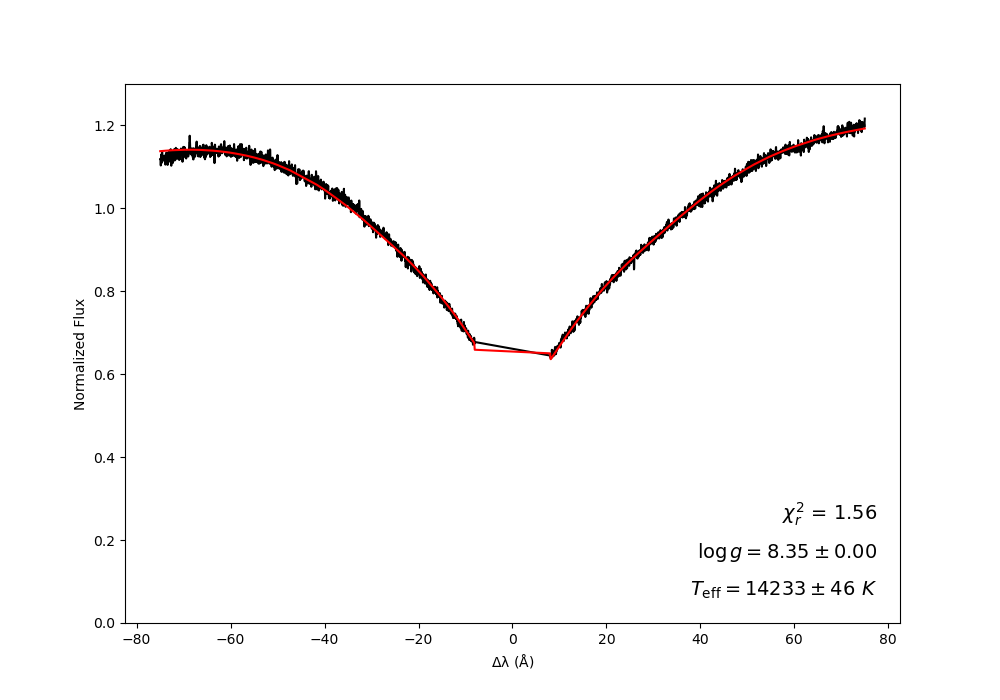 1.2
1.0
0.8
0.6
0.4
0.2
0.0
Normalized Flux
χ²ᵣ = 1.56
log g = 8.35 ± 0.00
T_eff = 14233 ± 46 K
−80 −60 −40 −20 0 20 40 60 80
Δλ (Å)